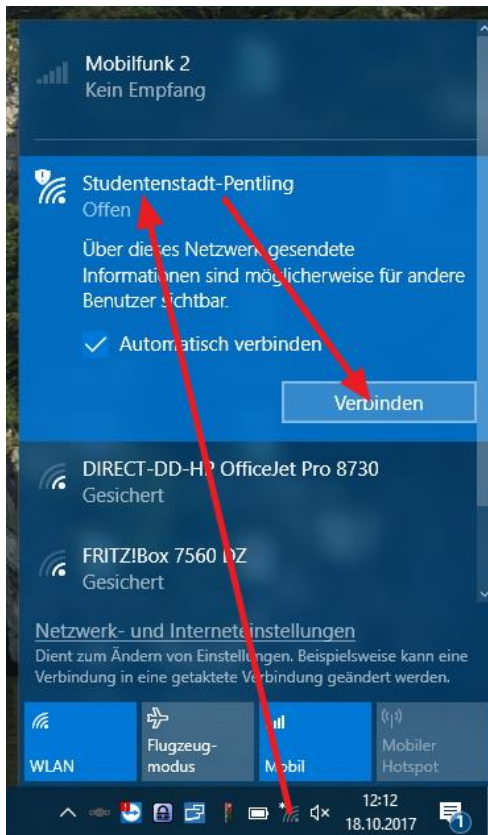 Mobilfunk 2
Kein Empfang
Studentenstadt-Pentling
Offen
Über dieses Netzwerk gesendete
Informationen sind möglicherweise für andere
Benutzer sichtbar.
Automatisch verbinden
Verbinden
DIRECT-DD-HP OfficeJet Pro 8730
Gesichert
FRITZ!Box 7560 DZ
Gesichert
Netzwerk- und Interneteinstellungen
Dient zum Ändern von Einstellungen. Beispielsweise kann eine
Verbindung in eine getaktete Verbindung geändert werden.
WLAN
Flugzeug-
modus
Mobil
Mobiler
Hotspot
12:12
18.10.2017
1